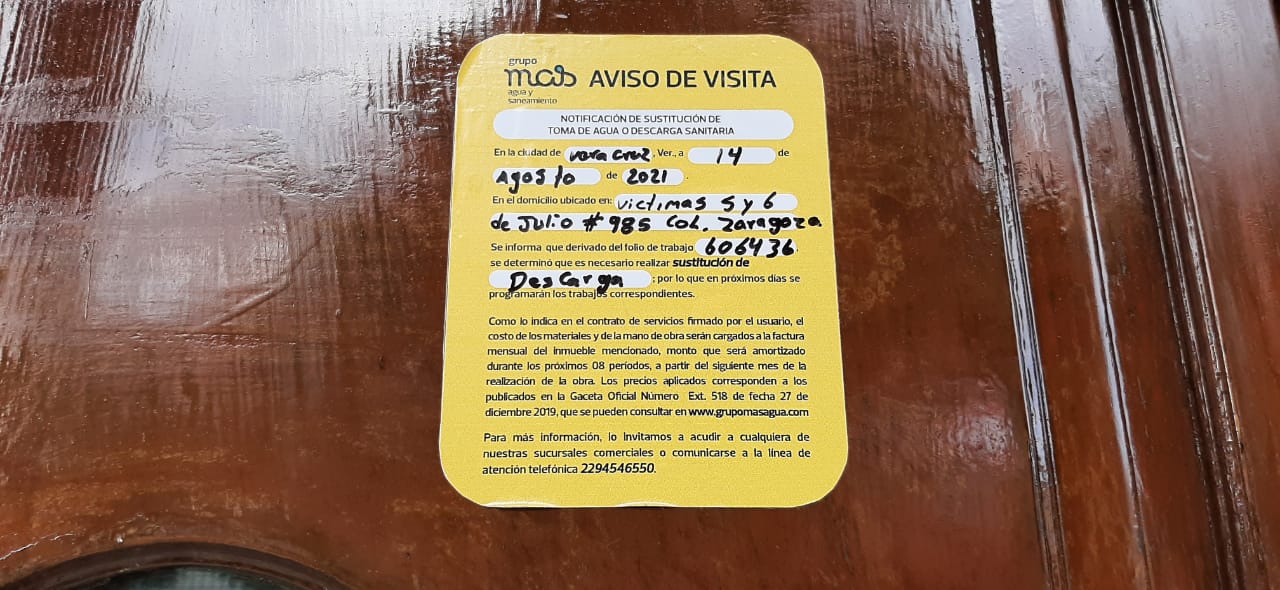 grupo
mas AVISO DE VISITA
agua y
saneamiento
NOTIFICACIÓN DE SUSTITUCIÓN DE
TOMA DE AGUA O DESCARGA SANITARIA
En la ciudad de Veracruz, Ver., a 14 de
Agosto de 2021.
En el domicilio ubicado en: victimas 5 y 6
de Julio # 985 Col. Zaragoza
Se informa que derivado del folio de trabajo 606436,
se determinó que es necesario realizar sustitución de
Descarga ; por lo que en próximos días se
programarán los trabajos correspondientes.
Como lo indica en el contrato de servicios firmado por el usuario, el
costo de los materiales y de la mano de obra serán cargados a la factura
mensual del inmueble mencionado, monto que será amortizado
durante los próximos 08 períodos, a partir del siguiente mes de la
realización de la obra. Los precios aplicados corresponden a los
publicados en la Gaceta Oficial Número Ext. 518 de fecha 27 de
diciembre 2019, que se pueden consultar en www.grupomasagua.com
Para más información, lo invitamos a acudir a cualquiera de
nuestras sucursales comerciales o comunicarse a la línea de
atención telefónica 2294546550.